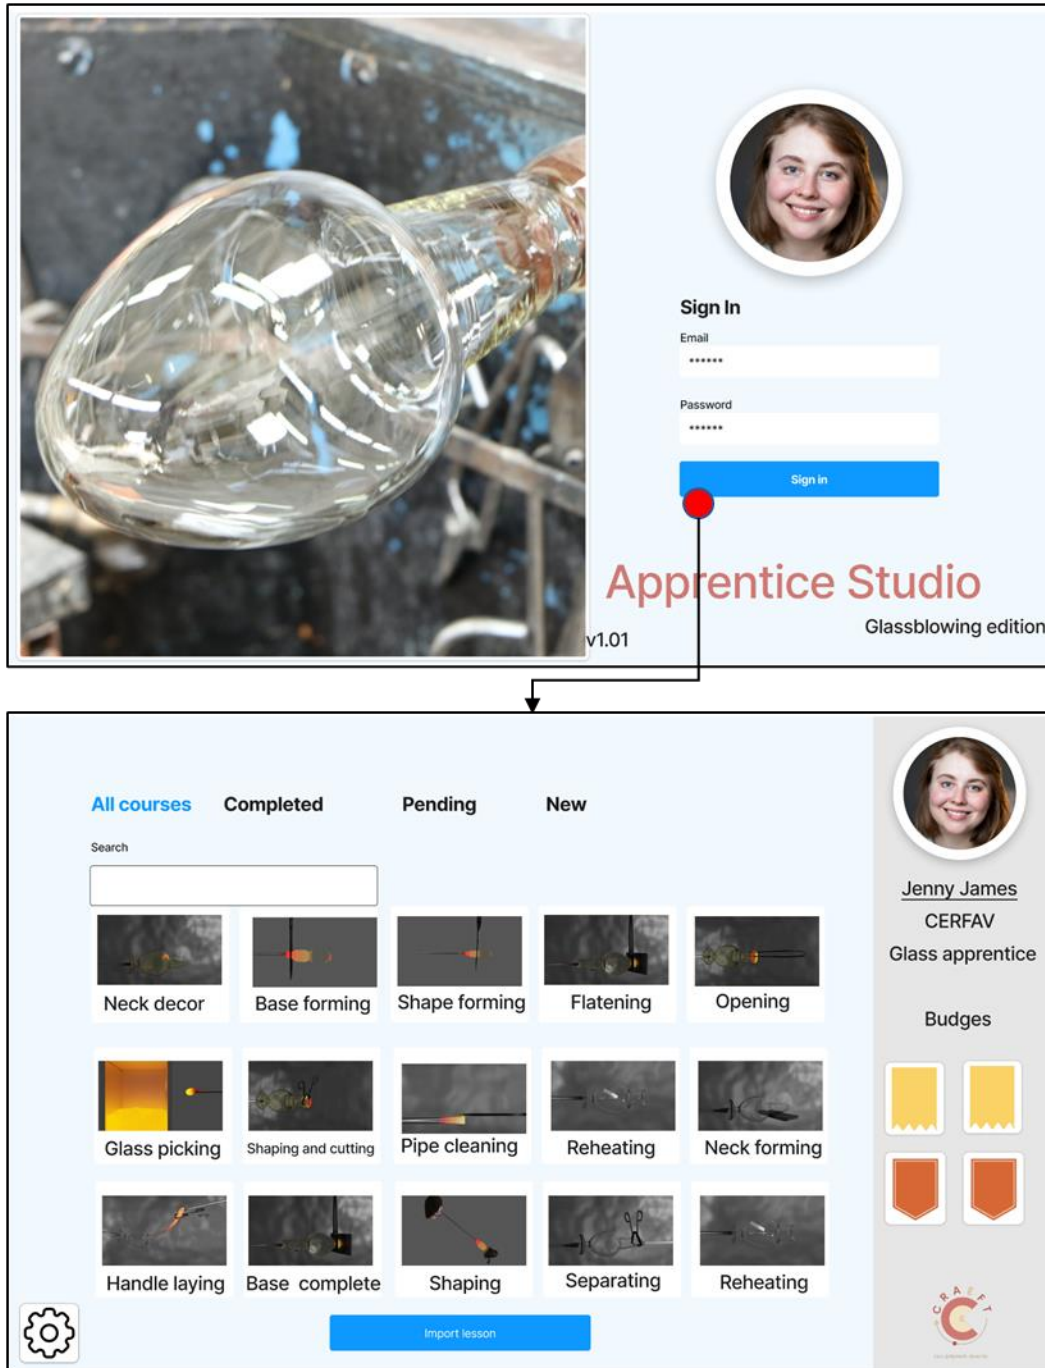 Sign In
Email
******
Password
******
Sign in
Apprentice Studio
v1.01
Glassblowing edition
All courses Completed Pending New
Search
Neck decor Base forming Shape forming Flatening Opening
Glass picking Shaping and cutting Pipe cleaning Reheating Neck forming
Handle laying Base complete Shaping Separating Reheating
Import lesson
Jenny James
CERFAV
Glass apprentice
Budges
CRAEFT